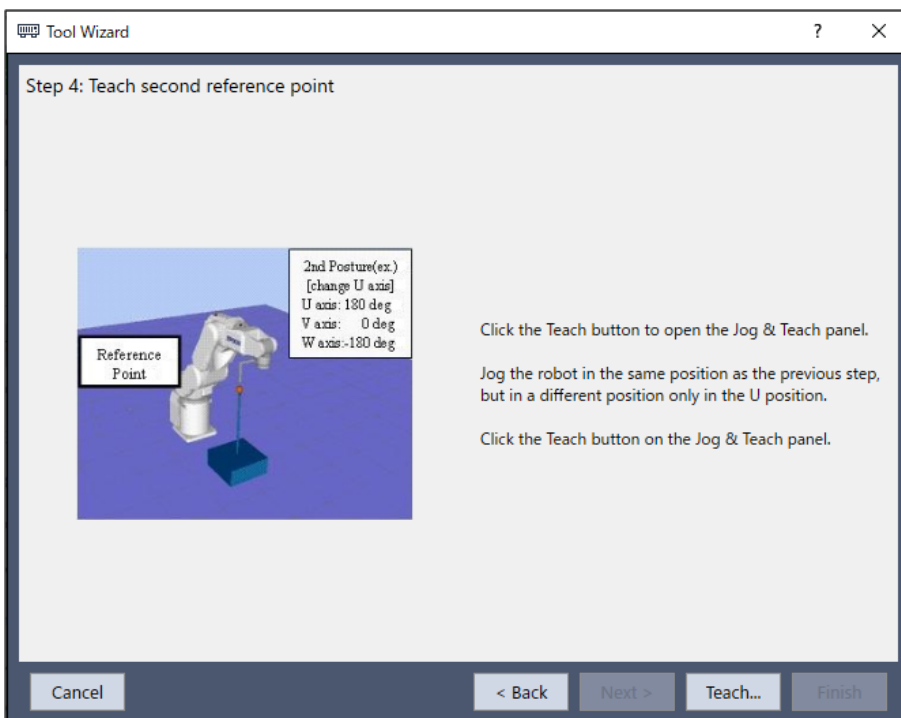 Tool Wizard
?
Step 4: Teach second reference point
2nd Posture(ex.)
[change U axis]
U axis: 180 deg
V axis: 0 deg
W axis:-180 deg
Reference
Point
Click the Teach button to open the Jog & Teach panel.
Jog the robot in the same position as the previous step,
but in a different position only in the U position.
Click the Teach button on the Jog & Teach panel.
Cancel
< Back
Next >
Teach...
Finish